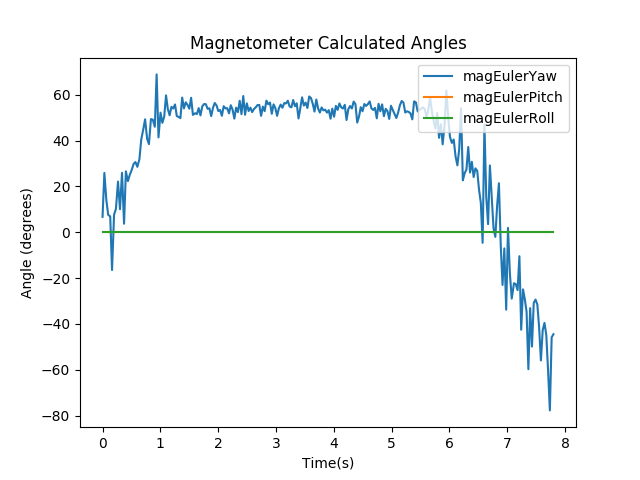 Magnetometer Calculated Angles
magEulerYaw
magEulerPitch
magEulerRoll
60
40
20
0
−20
−40
−60
−80
Angle (degrees)
0 1 2 3 4 5 6 7 8
Time(s)